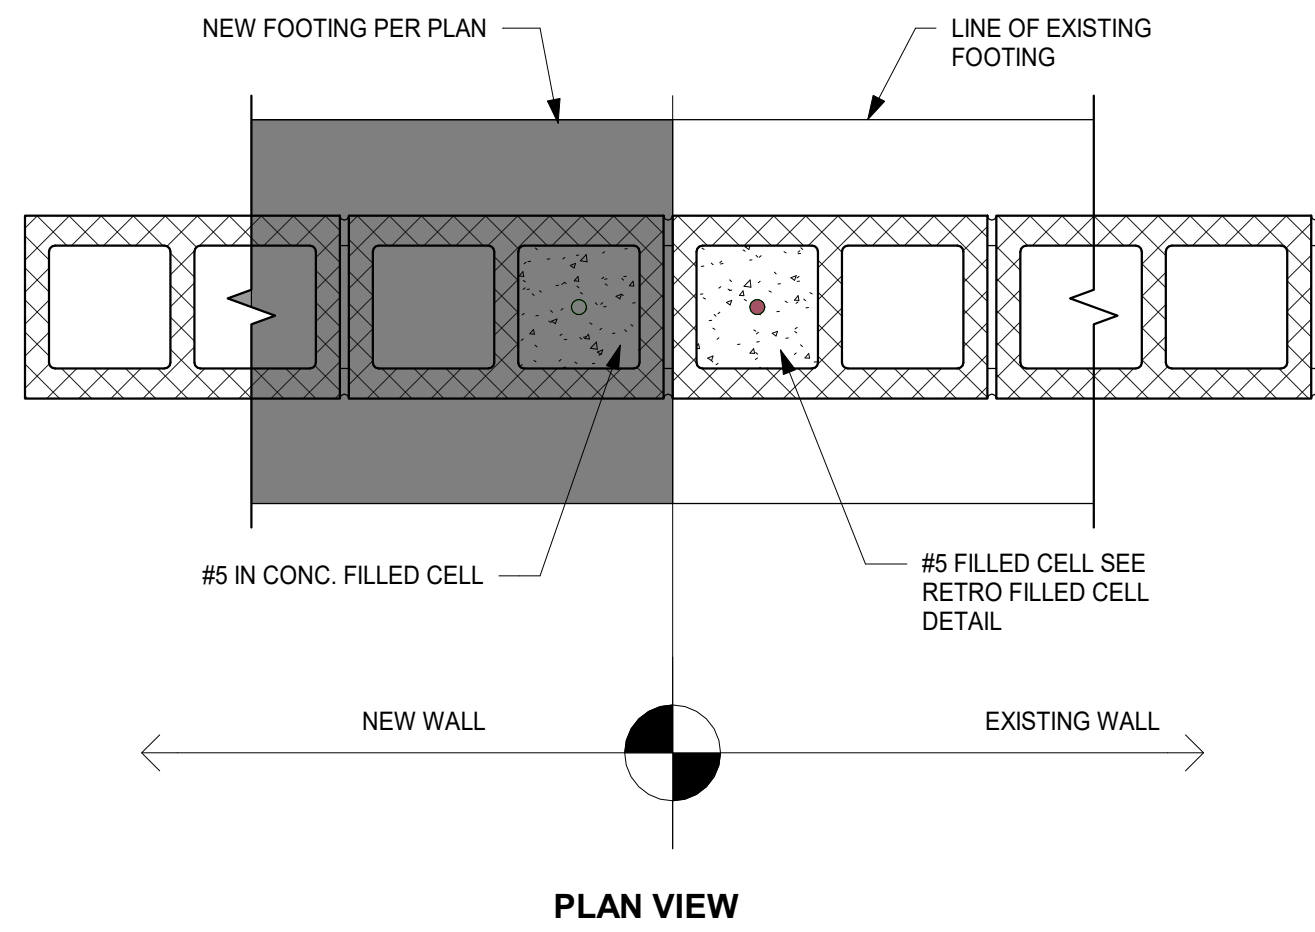 NEW FOOTING PER PLAN
LINE OF EXISTING
FOOTING
#5 IN CONC. FILLED CELL
#5 FILLED CELL SEE
RETRO FILLED CELL
DETAIL
NEW WALL
EXISTING WALL
PLAN VIEW